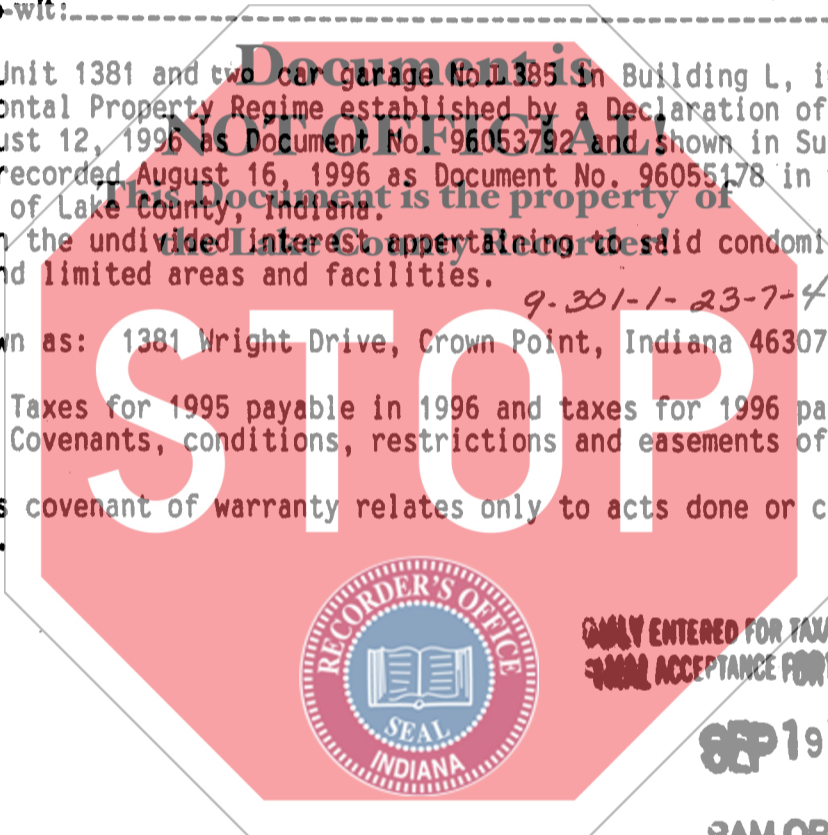 -wit:
Unit 1381 and two car garage No.L385 in Building L, i
ontal Property Regime established by a Declaration of
ust 12, 1996 as Document No. 96053792 and shown in Su
recorded August 16, 1996 as Document No. 96055178 in
of Lake County, Indiana.
the undivided interest appertaining to said condomi
nd limited areas and facilities.
Document is
NOT OFFICIAL!
This Document is the property of
the Lake County Recorder!
9-301-1-23-7-4
wn as: 1381 Wright Drive, Crown Point, Indiana 46307
Taxes for 1995 payable in 1996 and taxes for 1996 pa
Covenants, conditions, restrictions and easements of
s covenant of warranty relates only to acts done or c
STOP
RECORDER'S OFFICE
SEAL
INDIANA
ENTERED FOR TAXA
ACCEPTANCE FOR
SEP 19
SAM OR